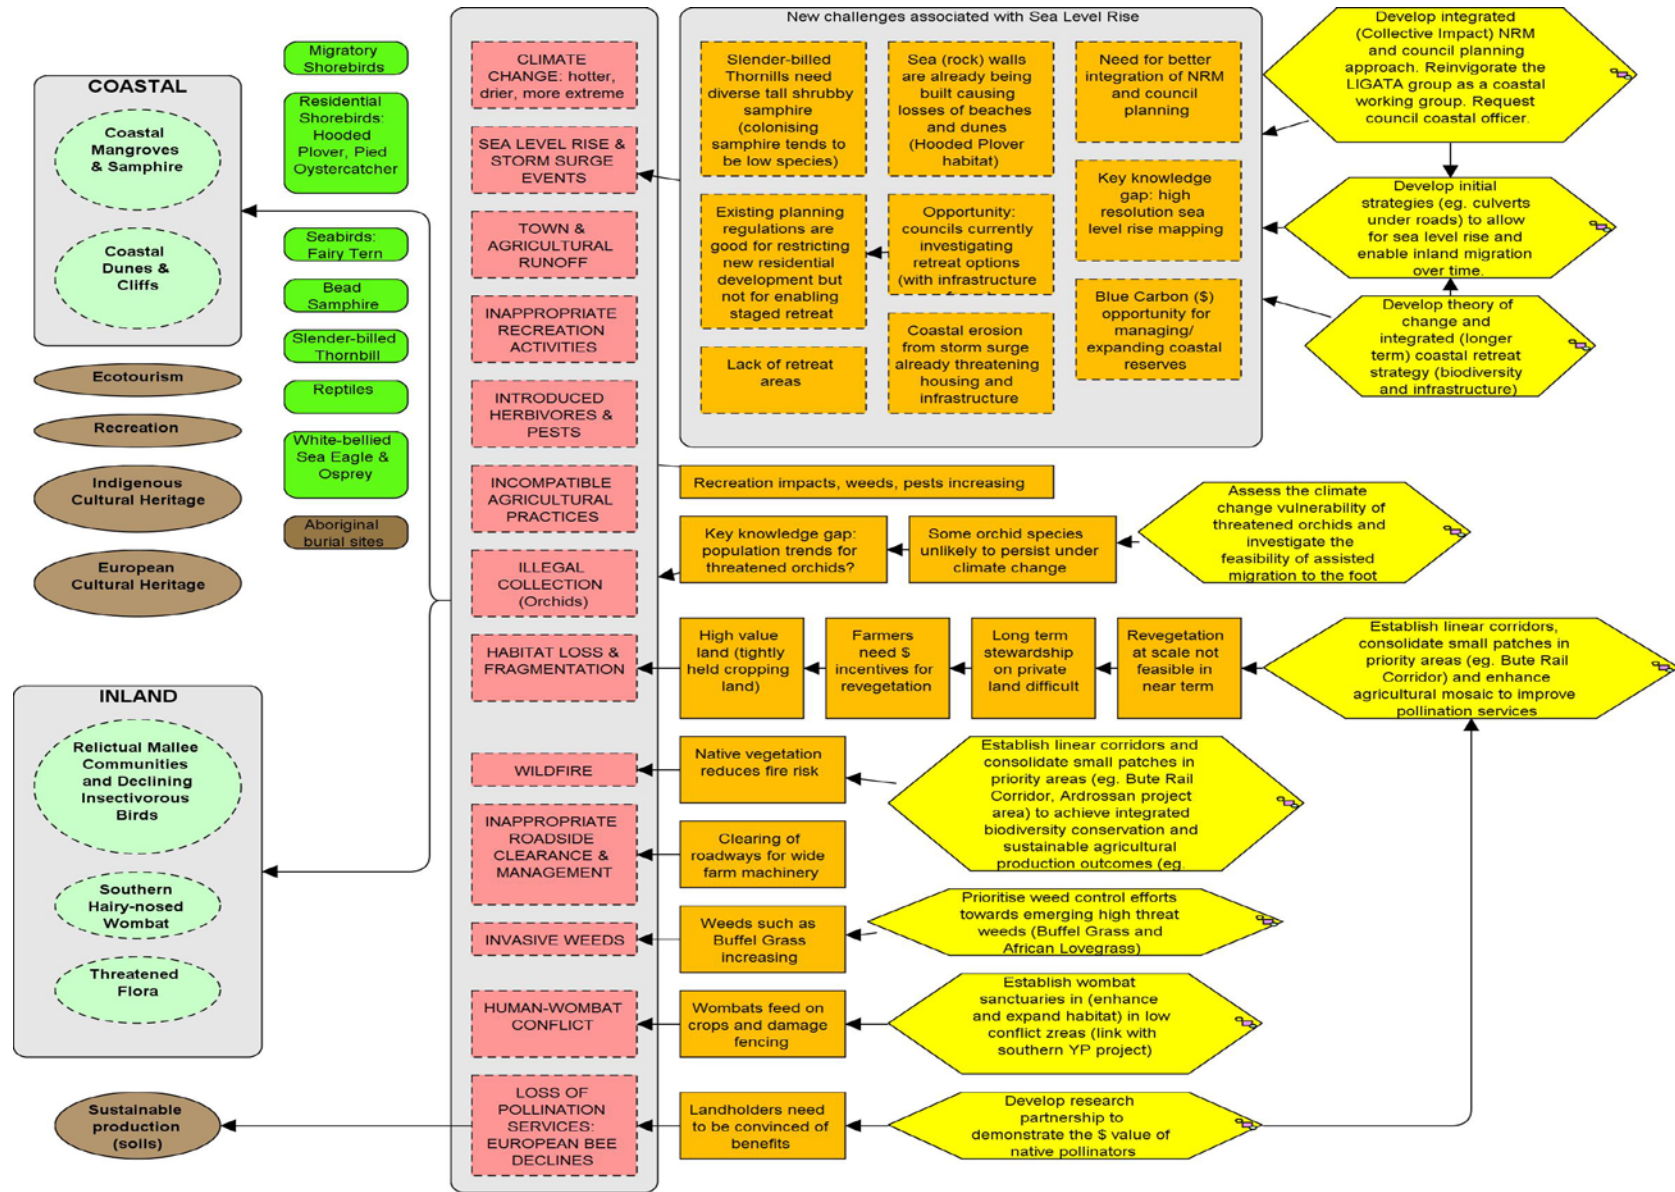 COASTAL
Coastal
Mangroves
& Samphire
Coastal
Dunes &
Cliffs
Ecotourism
Recreation
Indigenous
Cultural Heritage
European
Cultural Heritage
INLAND
Relictual Mallee
Communities
and Declining
Insectivorous
Birds
Southern
Hairy-nosed
Wombat
Threatened
Flora
Sustainable
production
(soils)
Migratory
Shorebirds
Residential
Shorebirds:
Hooded
Plover, Pied
Oystercatcher
Seabirds:
Fairy Tern
Bead
Samphire
Slender-billed
Thornbill
Reptiles
White-bellied
Sea Eagle &
Osprey
Aboriginal
burial sites
CLIMATE
CHANGE: hotter,
drier, more extreme
SEA LEVEL RISE &
STORM SURGE
EVENTS
TOWN &
AGRICULTURAL
RUNOFF
INAPPROPRIATE
RECREATION
ACTIVITIES
INTRODUCED
HERBIVORES &
PESTS
INCOMPATIBLE
AGRICULTURAL
PRACTICES
ILLEGAL
COLLECTION
(Orchids)
HABITAT LOSS &
FRAGMENTATION
WILDFIRE
INAPPROPRIATE
ROADSIDE
CLEARANCE &
MANAGEMENT
INVASIVE WEEDS
HUMAN-WOMBAT
CONFLICT
LOSS OF
POLLINATION
SERVICES:
EUROPEAN BEE
DECLINES
New challenges associated with Sea Level Rise
Slender-billed
Thornills need
diverse tall shrubby
samphire
(colonising
samphire tends to
be low species)
Sea (rock) walls
are already being
built causing
losses of beaches
and dunes
(Hooded Plover
habitat)
Need for better
integration of NRM
and council
planning
Existing planning
regulations are
good for restricting
new residential
development but
not for enabling
staged retreat
Opportunity:
councils currently
investigating
retreat options
(with infrastructure
Key knowledge
gap: high
resolution sea
level rise mapping
Lack of retreat
areas
Coastal erosion
from storm surge
already threatening
housing and
infrastructure
Blue Carbon ($)
opportunity for
managing/
expanding coastal
reserves
Develop integrated
(Collective Impact) NRM
and council planning
approach. Reinvigorate the
LIGATA group as a coastal
working group. Request
council coastal officer.
Develop initial
strategies (eg. culverts
under roads) to allow
for sea level rise and
enable inland migration
over time.
Develop theory of
change and
integrated (longer
term) coastal retreat
strategy (biodiversity
and infrastructure)
Recreation impacts, weeds, pests increasing
Key knowledge gap:
population trends for
threatened orchids?
Some orchid species
unlikely to persist under
climate change
Assess the climate
change vulnerability of
threatened orchids and
investigate the
feasibility of assisted
migration to the foot
High value
land (tightly
held cropping
land)
Farmers
need $
incentives for
revegetation
Long term
stewardship
on private
land difficult
Revegetation
at scale not
feasible in
near term
Establish linear corridors,
consolidate small patches in
priority areas (eg. Bute Rail
Corridor) and enhance
agricultural mosaic to improve
pollination services
Native vegetation
reduces fire risk
Establish linear corridors and
consolidate small patches in
priority areas (eg. Bute Rail
Corridor, Ardrossan project
area) to achieve integrated
biodiversity conservation and
sustainable agricultural
production outcomes (eg.
Clearing of
roadways for wide
farm machinery
Weeds such as
Buffel Grass
increasing
Prioritise weed control efforts
towards emerging high threat
weeds (Buffel Grass and
African Lovegrass)
Wombats feed on
crops and damage
fencing
Establish wombat
sanctuaries in (enhance
and expand habitat) in low
conflict zreas (link with
southern YP project)
Landholders need
to be convinced of
benefits
Develop research
partnership to
demonstrate the $ value of
native pollinators